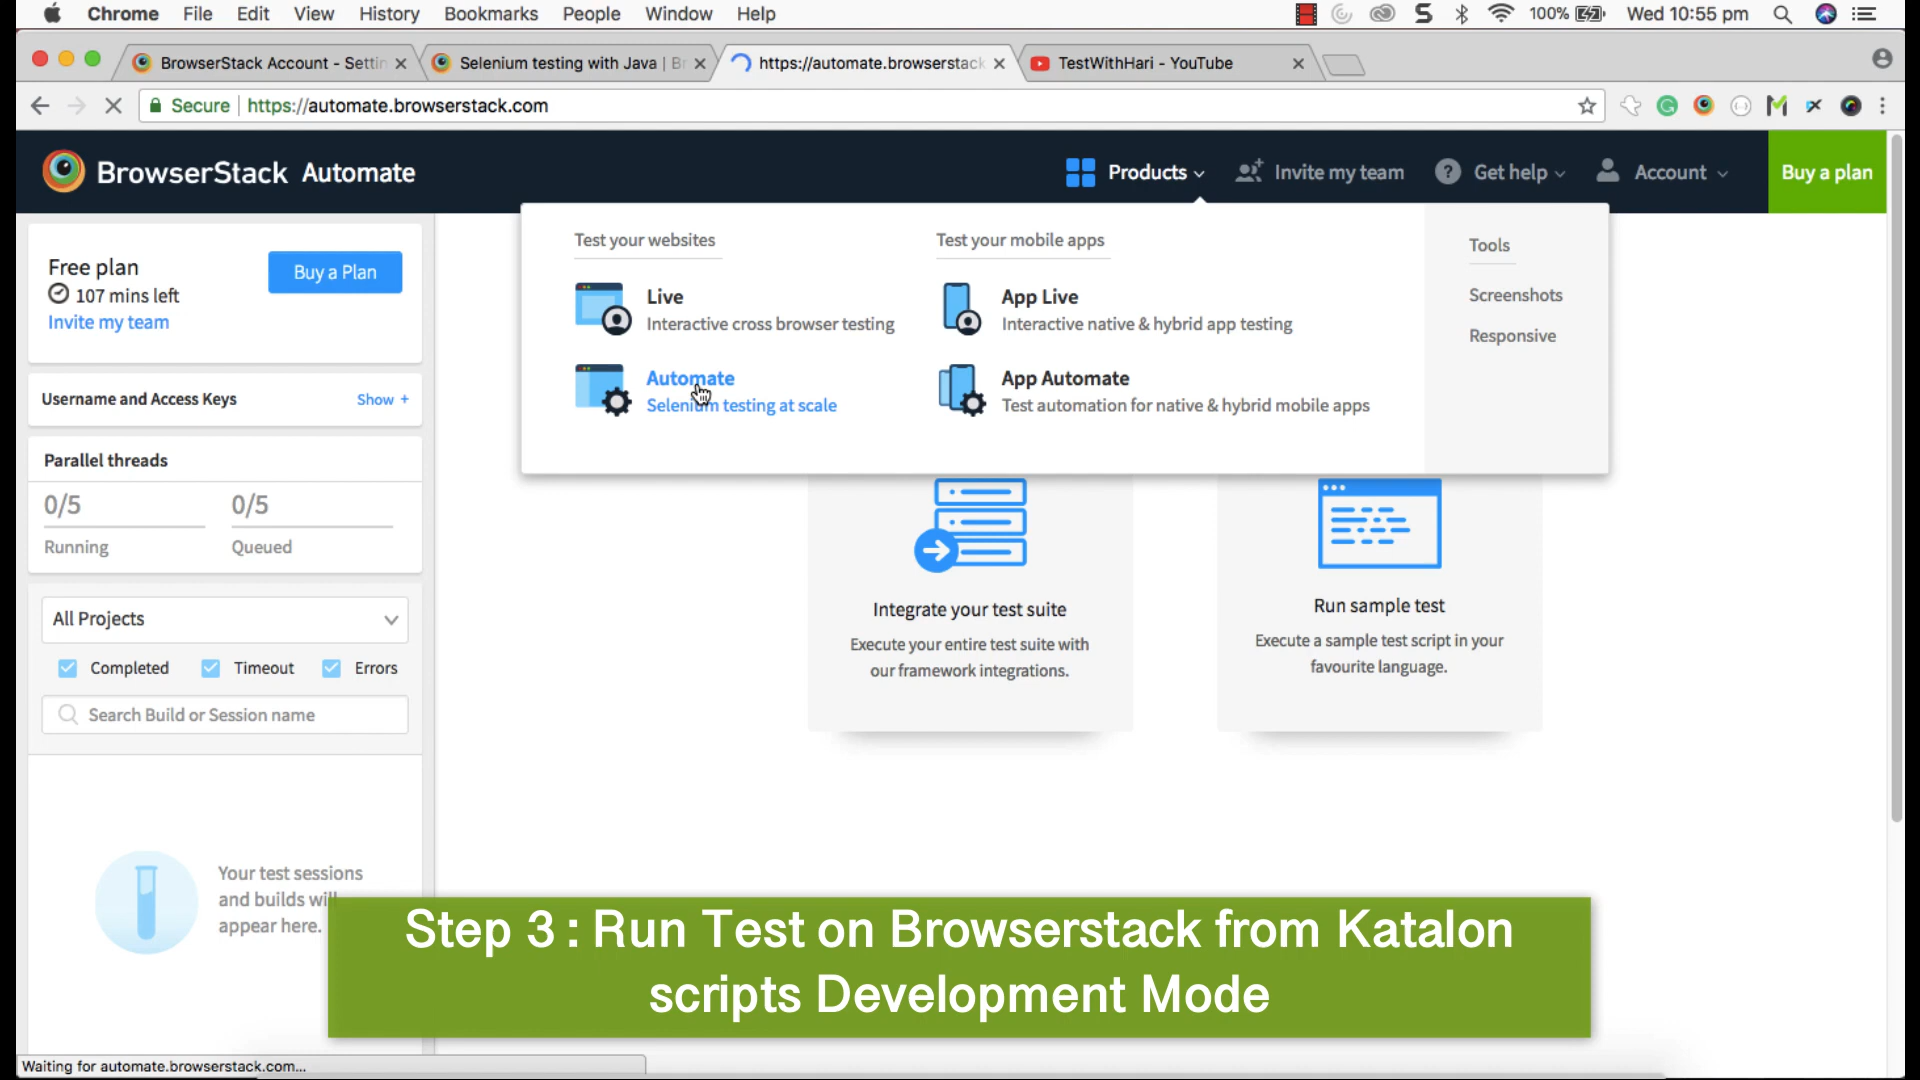 Chrome File Edit View History Bookmarks People Window Help
100% Wed 10:55 pm
BrowserStack Account - Settin
Selenium testing with Java | Br
https://automate.browserstack
TestWithHari - YouTube
Secure https://automate.browserstack.com
BrowserStack Automate
Products
Invite my team
Get help
Account
Buy a plan
Free plan
107 mins left
Invite my team
Buy a Plan
Username and Access Keys
Show +
Parallel threads
0/5 0/5
Running Queued
All Projects
Completed Timeout Errors
Search Build or Session name
Your test sessions
and builds will
appear here.
Test your websites
Live
Interactive cross browser testing
Automate
Selenium testing at scale
Test your mobile apps
App Live
Interactive native & hybrid app testing
App Automate
Test automation for native & hybrid mobile apps
Tools
Screenshots
Responsive
Integrate your test suite
Execute your entire test suite with
our framework integrations.
Run sample test
Execute a sample test script in your
favourite language.
Step 3 : Run Test on Browserstack from Katalon
scripts Development Mode
Waiting for automate.browserstack.com...